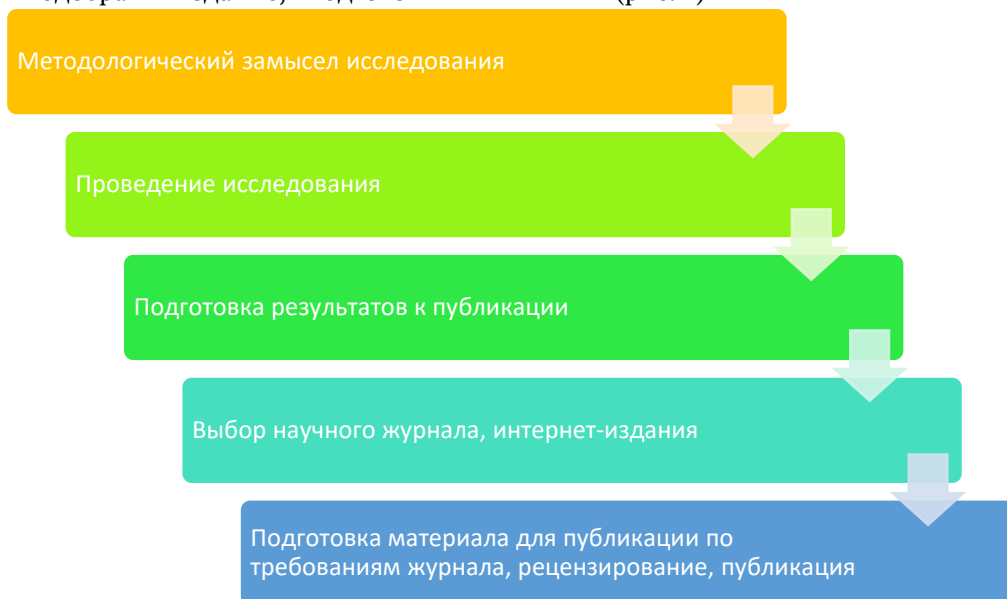 Методологический замысел исследования
Проведение исследования
Подготовка результатов к публикации
Выбор научного журнала, интернет-издания
Подготовка материала для публикации по
требованиям журнала, рецензирование, публикация